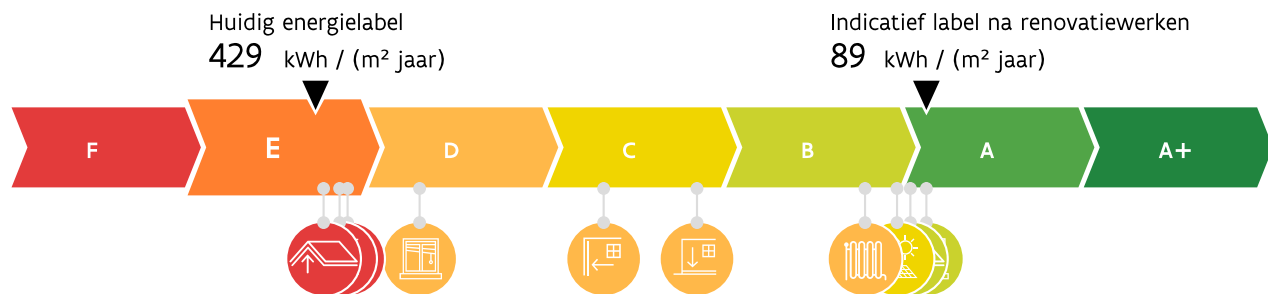 Huidig energielabel
429 kWh / (m² jaar)
Indicatief label na renovatiewerken
89 kWh / (m² jaar)
F E D C B A A+